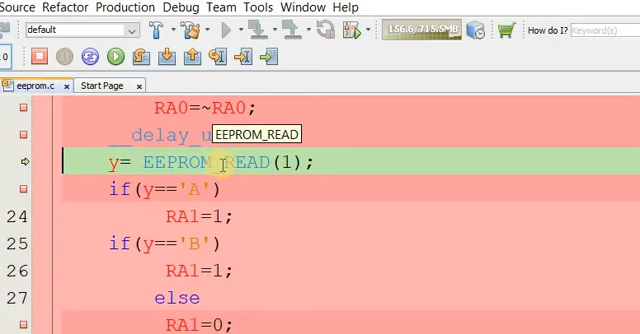 Source Refactor Production Debug Team Tools Window Help
default 156.6/715.5MB How do I? Keyword(s)
0
eeprom.c x Start Page x
RA0=~RA0;
__delay_u
EEPROM_READ
y= EEPROM_READ(1);
if(y=='A')
24 RA1=1;
25 if(y=='B')
26 RA1=1;
27 else
RA1=0;